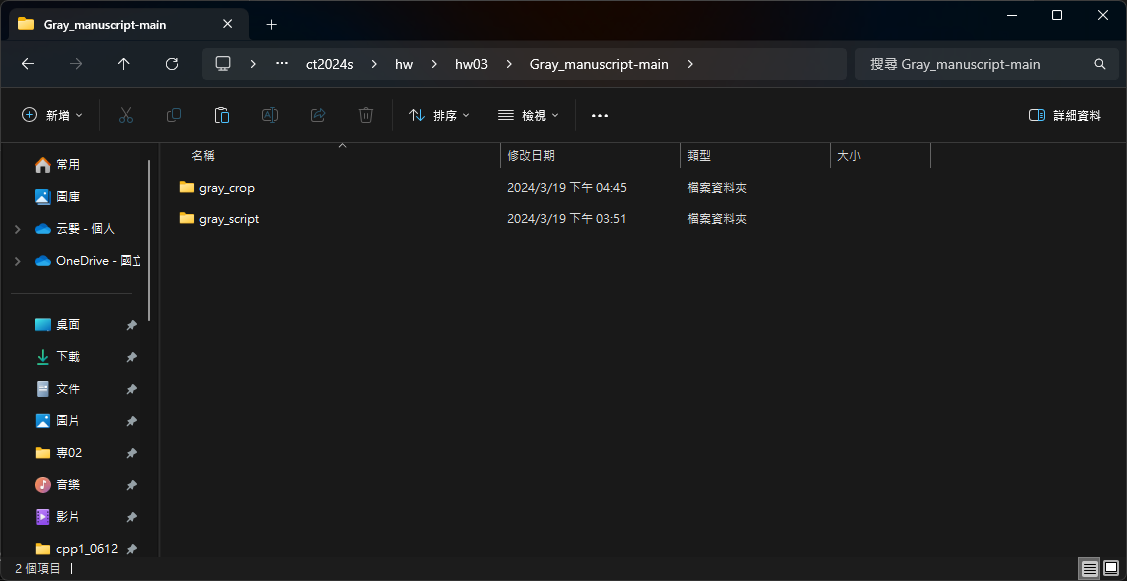 Gray_manuscript-main
ct2024s
hw
hw03
Gray_manuscript-main
搜尋 Gray_manuscript-main
新增
排序
檢視
詳細資料
常用
圖庫
云嬰 - 個人
OneDrive - 國立
桌面
下載
文件
圖片
專02
音樂
影片
cpp1_0612
名稱
修改日期
類型
大小
gray_crop
2024/3/19 下午 04:45
檔案資料夾
gray_script
2024/3/19 下午 03:51
檔案資料夾
2 個項目